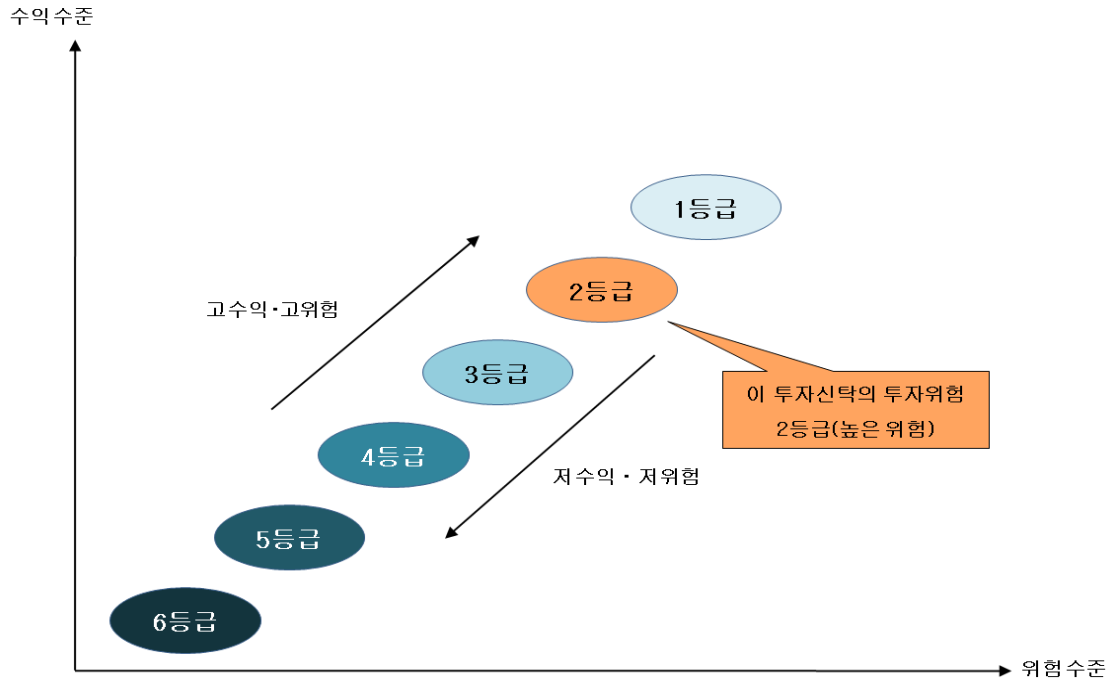 수익수준
1등급
2등급
고수익·고위험
3등급
이 투자신탁의 투자위험
2등급(높은 위험)
4등급
저수익 · 저위험
5등급
6등급
위험수준